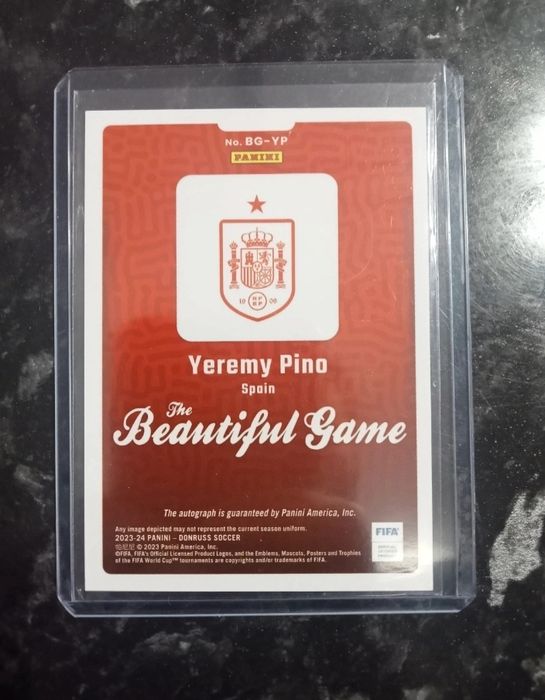 No. BG-YP
PANINI
Yeremy Pino
Spain
The
Beautiful Game
The autograph is guaranteed by Panini America, Inc.
Any image depicted may not represent the current season uniform.
2023-24 PANINI – DONRUSS SOCCER
帕尼尼 © 2023 Panini America, Inc.
©FIFA, FIFA's Official Licensed Product Logos, and the Emblems, Mascots, Posters and Trophies
of the FIFA World Cup™ tournaments are copyrights and/or trademarks of FIFA.
FIFA